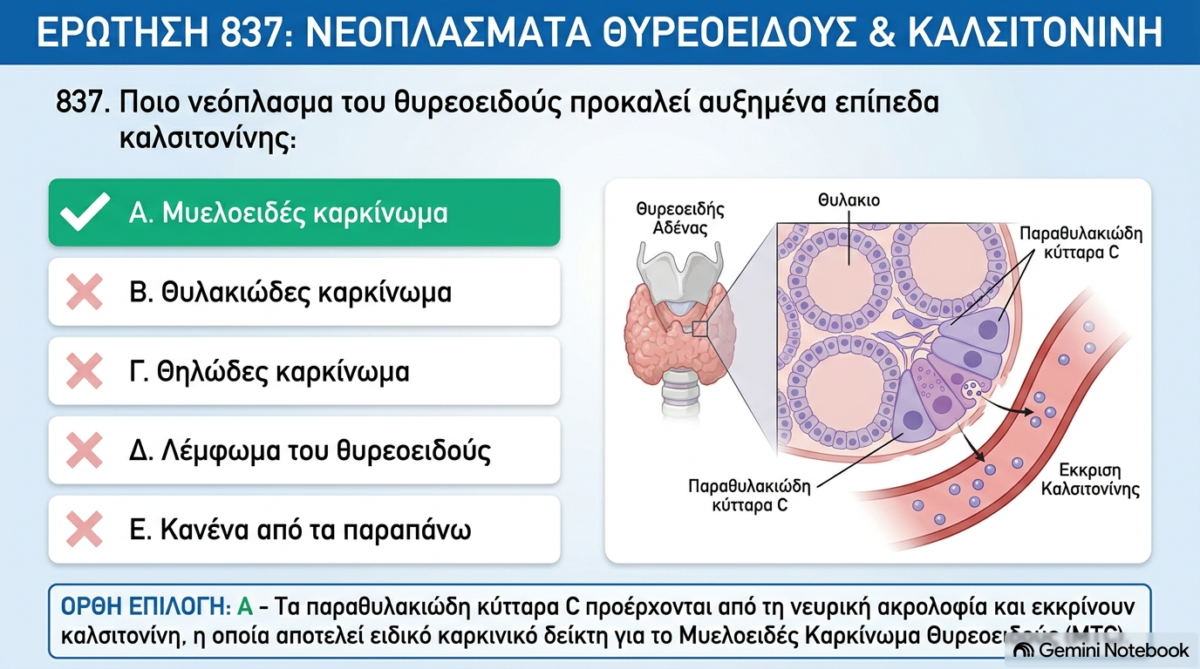 ΕΡΩΤΗΣΗ 837: ΝΕΟΠΛΑΣΜΑΤΑ ΘΥΡΕΟΕΙΔΟΥΣ & ΚΑΛΣΙΤΟΝΙΝΗ
837. Ποιο νεόπλασμα του θυρεοειδούς προκαλεί αυξημένα επίπεδα
καλσιτονίνης:
Α. Μυελοειδές καρκίνωμα
Β. Θυλακιώδες καρκίνωμα
Γ. Θηλώδες καρκίνωμα
Δ. Λέμφωμα του θυρεοειδούς
Ε. Κανένα από τα παραπάνω
Θυρεοειδής
Αδένας
Θυλακιο
Παραθυλακιώδη
κύτταρα C
Παραθυλακιώδη
κύτταρα C
Εκκριση
Καλσιτονίνης
ΟΡΘΗ ΕΠΙΛΟΓΗ: Α - Τα παραθυλακιώδη κύτταρα C προέρχονται από τη νευρική ακρολοφία και εκκρίνουν
καλσιτονίνη, η οποία αποτελεί ειδικό καρκινικό δείκτη για το Μυελοειδές Καρκίνωμα Θυρεοειδούς (MTC).
Gemini Notebook